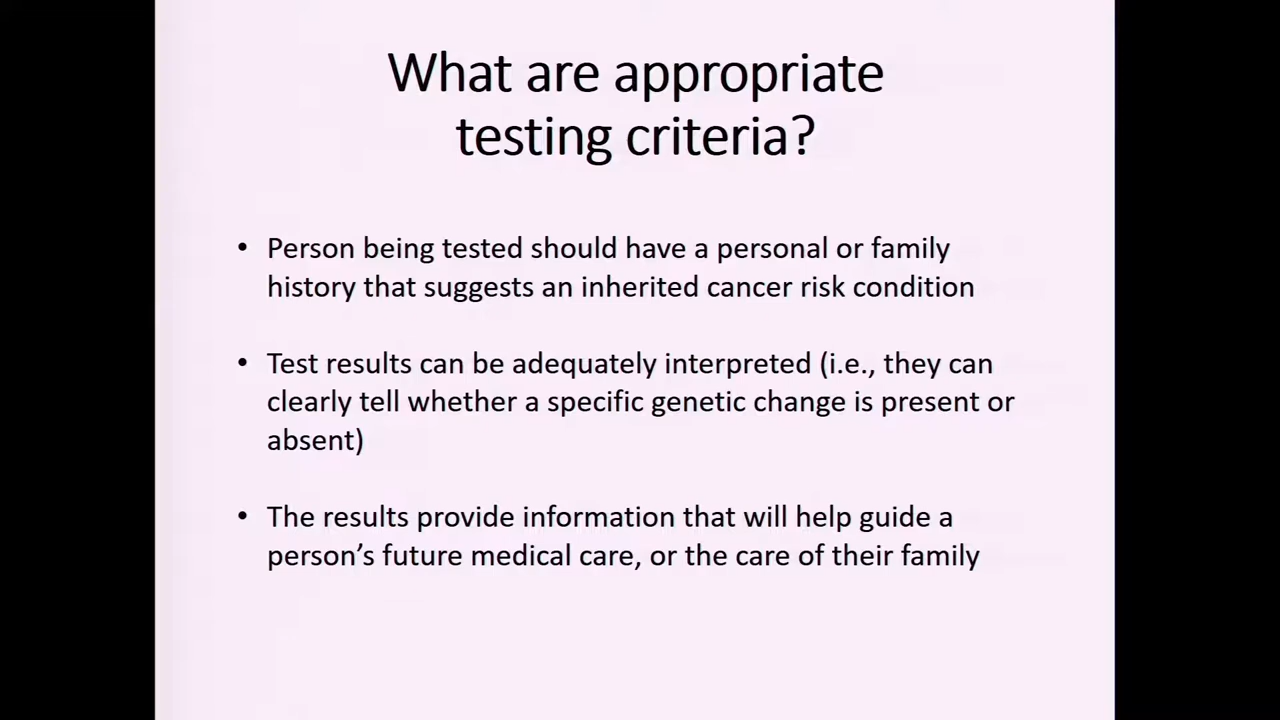 What are appropriate
testing criteria?
• Person being tested should have a personal or family
history that suggests an inherited cancer risk condition
• Test results can be adequately interpreted (i.e., they can
clearly tell whether a specific genetic change is present or
absent)
• The results provide information that will help guide a
person’s future medical care, or the care of their family